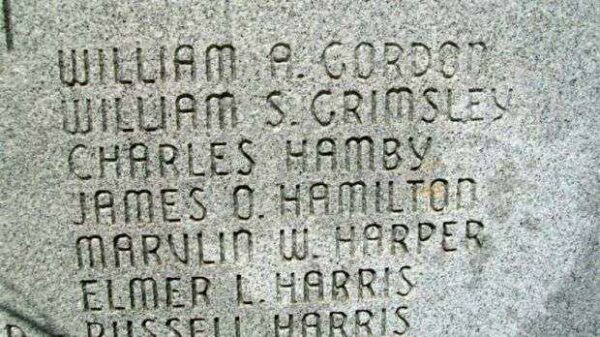 WILLIAM A. GORDON
WILLIAM S. GRIMSLEY
CHARLES HAMBY
JAMES O. HAMILTON
MARVLIN W. HARPER
ELMER L. HARRIS
RUSSELL HARRIS